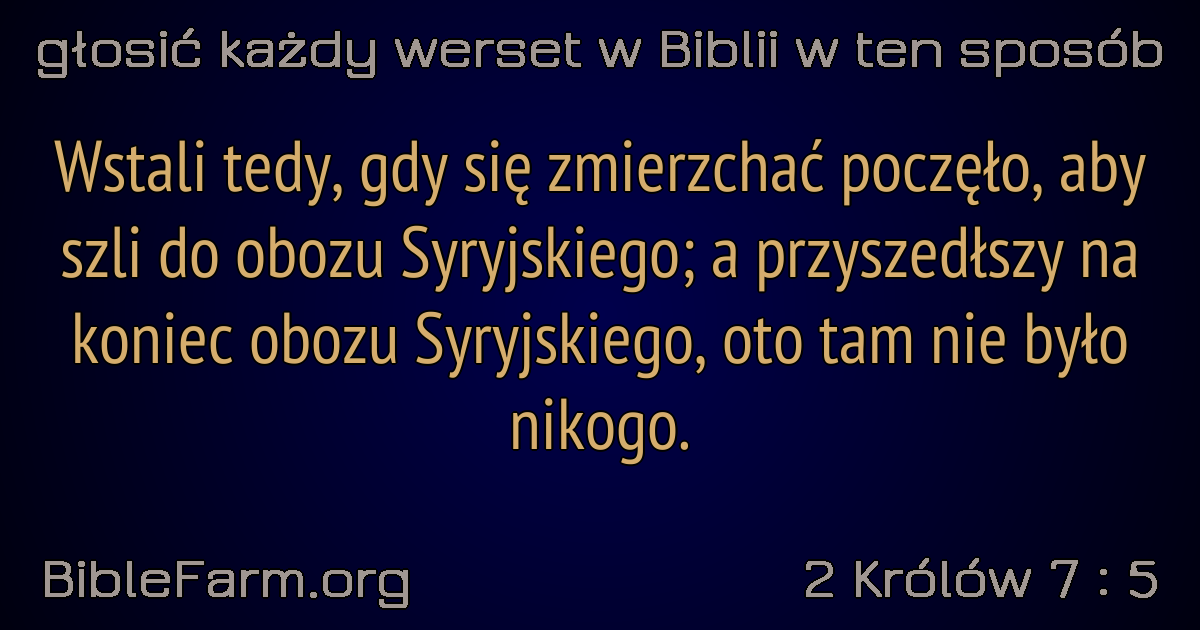 głosić każdy werset w Biblii w ten sposób
Wstali tedy, gdy się zmierzchać poczęło, aby
szli do obozu Syryjskiego; a przyszedłszy na
koniec obozu Syryjskiego, oto tam nie było
nikogo.
BibleFarm.org
2 Królów 7 : 5